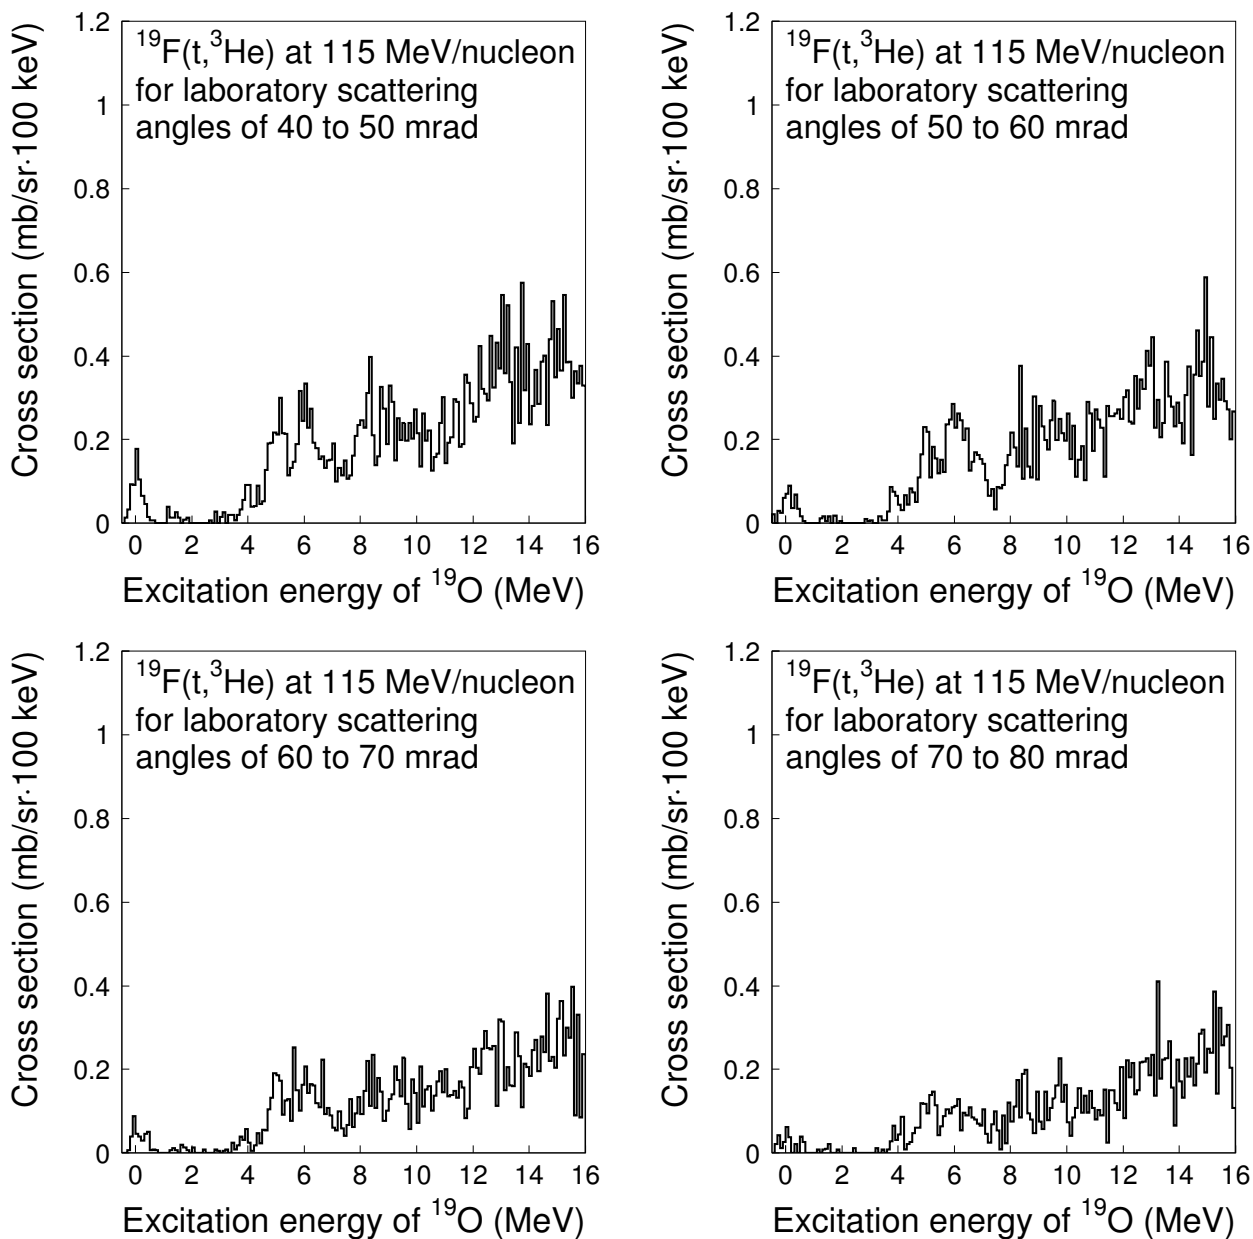 ¹⁹F(t,³He) at 115 MeV/nucleon
for laboratory scattering
angles of 40 to 50 mrad
Cross section (mb/sr·100 keV)
1.2
1
0.8
0.6
0.4
0.2
0
0 2 4 6 8 10 12 14 16
Excitation energy of ¹⁹O (MeV)
¹⁹F(t,³He) at 115 MeV/nucleon
for laboratory scattering
angles of 50 to 60 mrad
Cross section (mb/sr·100 keV)
1.2
1
0.8
0.6
0.4
0.2
0
0 2 4 6 8 10 12 14 16
Excitation energy of ¹⁹O (MeV)
¹⁹F(t,³He) at 115 MeV/nucleon
for laboratory scattering
angles of 60 to 70 mrad
Cross section (mb/sr·100 keV)
1.2
1
0.8
0.6
0.4
0.2
0
0 2 4 6 8 10 12 14 16
Excitation energy of ¹⁹O (MeV)
¹⁹F(t,³He) at 115 MeV/nucleon
for laboratory scattering
angles of 70 to 80 mrad
Cross section (mb/sr·100 keV)
1.2
1
0.8
0.6
0.4
0.2
0
0 2 4 6 8 10 12 14 16
Excitation energy of ¹⁹O (MeV)